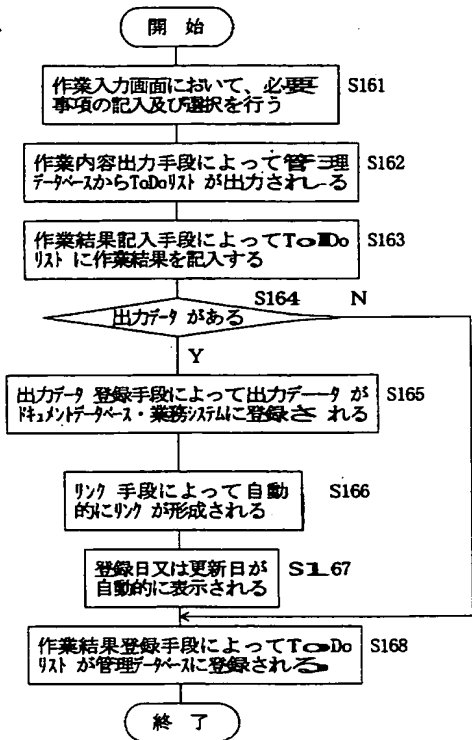 開 始
作業入力画面において、必要
事項の記入及び選択を行う
S161
作業内容出力手段によって管理
データベースからToDoリスト が出力される
S162
作業結果記入手段によってToDo
リスト に作業結果を記入する
S163
S164 N
出力データ がある
Y
出力データ 登録手段によって出力データ が
ドキュメントデータベース・業務システムに登録される
S165
リンク 手段によって自動
的にリンク が形成される
S166
登録日又は更新日が
自動的に表示される
S167
作業結果登録手段によってToDo
リスト が管理データベースに登録される
S168
終 了